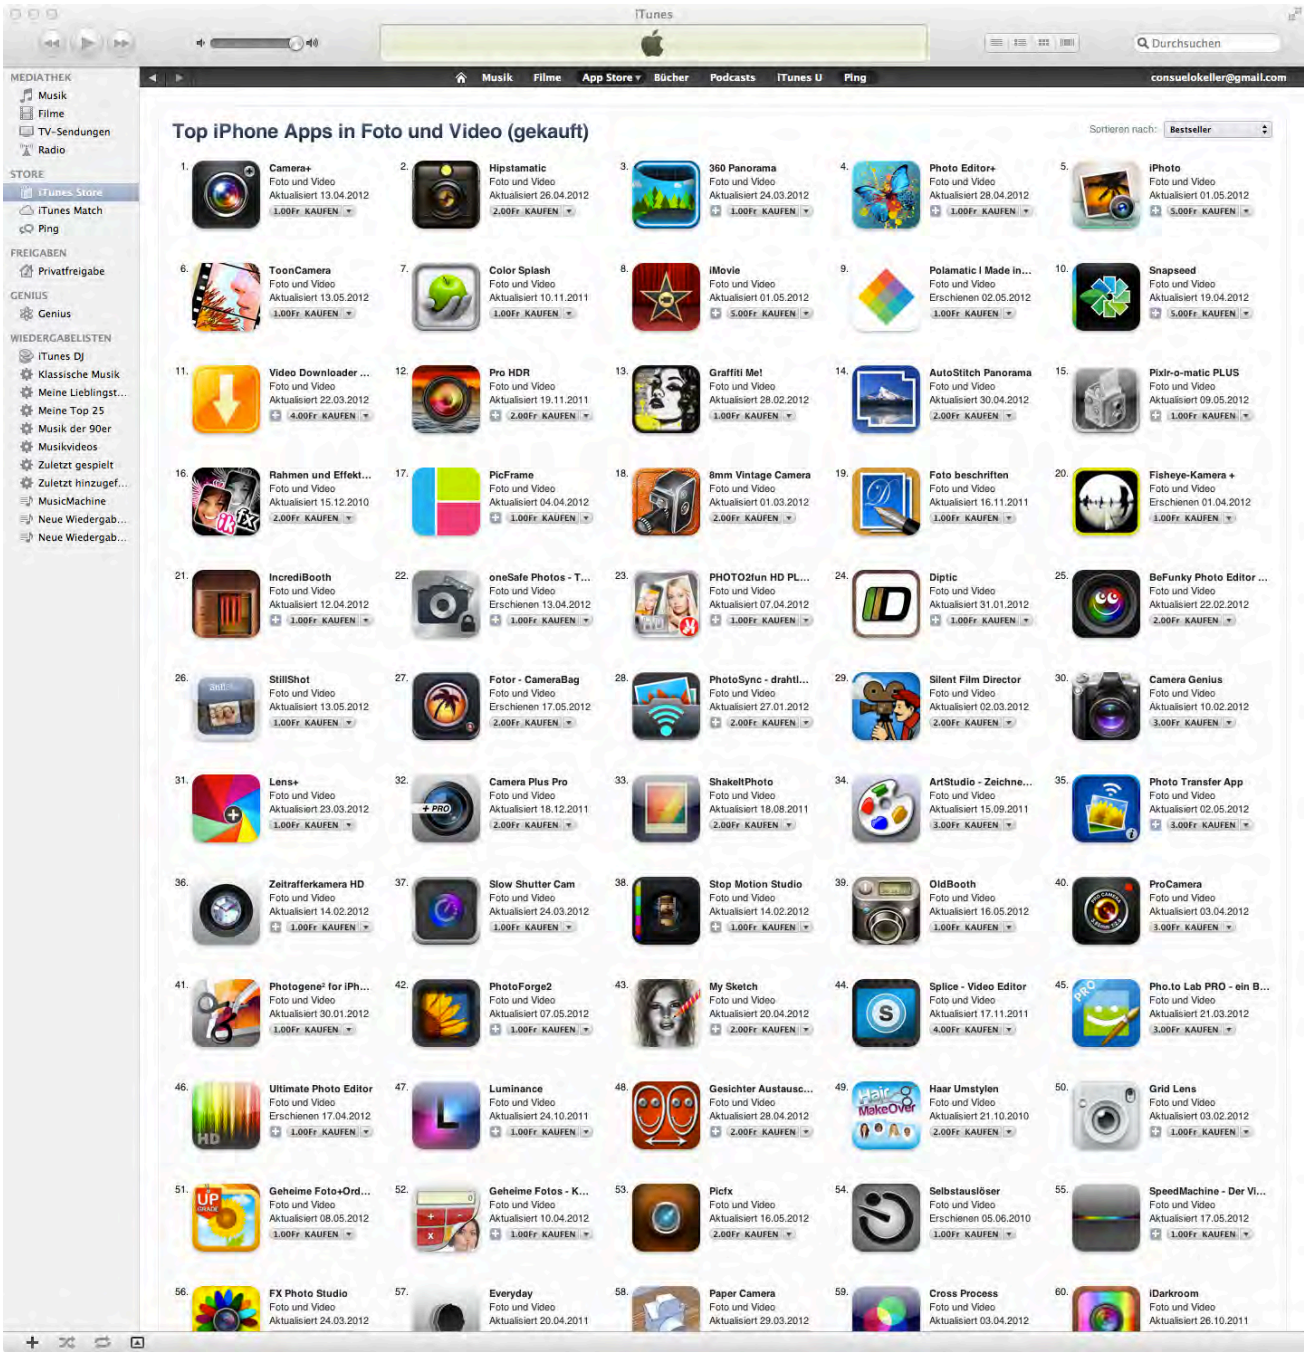 iTunes
Durchsuchen
MEDIATHEK
Musik
Filme
TV-Sendungen
Radio
STORE
iTunes Store
iTunes Match
Ping
FREIGABEN
Privatfreigabe
GENIUS
Genius
WIEDERGABELISTEN
iTunes DJ
Klassische Musik
Meine Lieblingst...
Meine Top 25
Musik der 90er
Musikvideos
Zuletzt gespielt
Zuletzt hinzugef...
MusicMachine
Neue Wiedergab...
Neue Wiedergab...
Musik Filme App Store Bücher Podcasts iTunes U Ping consuelokeller@gmail.com
Top iPhone Apps in Foto und Video (gekauft)
Sortieren nach: Bestseller
1. Camera+
Foto und Video
Aktualisiert 13.04.2012
1.00Fr KAUFEN
2. Hipstamatic
Foto und Video
Aktualisiert 26.04.2012
2.00Fr KAUFEN
3. 360 Panorama
Foto und Video
Aktualisiert 24.03.2012
1.00Fr KAUFEN
4. Photo Editor+
Foto und Video
Aktualisiert 28.04.2012
1.00Fr KAUFEN
5. iPhoto
Foto und Video
Aktualisiert 01.05.2012
5.00Fr KAUFEN
6. ToonCamera
Foto und Video
Aktualisiert 13.05.2012
1.00Fr KAUFEN
7. Color Splash
Foto und Video
Aktualisiert 10.11.2011
1.00Fr KAUFEN
8. iMovie
Foto und Video
Aktualisiert 01.05.2012
5.00Fr KAUFEN
9. Polamatic | Made in...
Foto und Video
Erschienen 02.05.2012
1.00Fr KAUFEN
10. Snapseed
Foto und Video
Aktualisiert 19.04.2012
5.00Fr KAUFEN
11. Video Downloader ...
Foto und Video
Aktualisiert 22.03.2012
4.00Fr KAUFEN
12. Pro HDR
Foto und Video
Aktualisiert 19.11.2011
2.00Fr KAUFEN
13. Graffiti Me!
Foto und Video
Aktualisiert 28.02.2012
1.00Fr KAUFEN
14. AutoStitch Panorama
Foto und Video
Aktualisiert 30.04.2012
2.00Fr KAUFEN
15. Pixlr-o-matic PLUS
Foto und Video
Aktualisiert 09.05.2012
1.00Fr KAUFEN
16. Rahmen und Effekt...
Foto und Video
Aktualisiert 15.12.2010
2.00Fr KAUFEN
17. PicFrame
Foto und Video
Aktualisiert 04.04.2012
1.00Fr KAUFEN
18. 8mm Vintage Camera
Foto und Video
Aktualisiert 01.03.2012
2.00Fr KAUFEN
19. Foto beschriften
Foto und Video
Aktualisiert 16.11.2011
1.00Fr KAUFEN
20. Fisheye-Kamera +
Foto und Video
Erschienen 01.04.2012
1.00Fr KAUFEN
21. IncrediBooth
Foto und Video
Aktualisiert 12.04.2012
1.00Fr KAUFEN
22. oneSafe Photos - T...
Foto und Video
Erschienen 13.04.2012
1.00Fr KAUFEN
23. PHOTO2fun HD PL...
Foto und Video
Aktualisiert 07.04.2012
1.00Fr KAUFEN
24. Diptic
Foto und Video
Aktualisiert 31.01.2012
1.00Fr KAUFEN
25. BeFunky Photo Editor ...
Foto und Video
Aktualisiert 22.02.2012
2.00Fr KAUFEN
26. StillShot
Foto und Video
Aktualisiert 13.05.2012
1.00Fr KAUFEN
27. Fotor - CameraBag
Foto und Video
Erschienen 17.05.2012
2.00Fr KAUFEN
28. PhotoSync - drahtl...
Foto und Video
Aktualisiert 27.01.2012
2.00Fr KAUFEN
29. Silent Film Director
Foto und Video
Aktualisiert 02.03.2012
2.00Fr KAUFEN
30. Camera Genius
Foto und Video
Aktualisiert 10.02.2012
3.00Fr KAUFEN
31. Lens+
Foto und Video
Aktualisiert 23.03.2012
1.00Fr KAUFEN
32. Camera Plus Pro
+ PRO
Foto und Video
Aktualisiert 18.12.2011
2.00Fr KAUFEN
33. ShakeItPhoto
Foto und Video
Aktualisiert 18.08.2011
2.00Fr KAUFEN
34. ArtStudio - Zeichne...
Foto und Video
Aktualisiert 15.09.2011
3.00Fr KAUFEN
35. Photo Transfer App
Foto und Video
Aktualisiert 02.05.2012
3.00Fr KAUFEN
36. Zeitrafferkamera HD
Foto und Video
Aktualisiert 14.02.2012
1.00Fr KAUFEN
37. Slow Shutter Cam
Foto und Video
Aktualisiert 24.03.2012
1.00Fr KAUFEN
38. Stop Motion Studio
Foto und Video
Aktualisiert 14.02.2012
1.00Fr KAUFEN
39. OldBooth
Foto und Video
Aktualisiert 16.05.2012
1.00Fr KAUFEN
40. ProCamera
Foto und Video
Aktualisiert 03.04.2012
3.00Fr KAUFEN
41. Photogene² for iPh...
Foto und Video
Aktualisiert 30.01.2012
1.00Fr KAUFEN
42. PhotoForge2
Foto und Video
Aktualisiert 07.05.2012
1.00Fr KAUFEN
43. My Sketch
Foto und Video
Aktualisiert 20.04.2012
2.00Fr KAUFEN
44. Splice - Video Editor
S
Foto und Video
Aktualisiert 17.11.2011
4.00Fr KAUFEN
45. Pho.to Lab PRO - ein B...
PRO
Foto und Video
Aktualisiert 21.03.2012
3.00Fr KAUFEN
46. Ultimate Photo Editor
HD
Foto und Video
Erschienen 17.04.2012
1.00Fr KAUFEN
47. Luminance
L
Foto und Video
Aktualisiert 24.10.2011
1.00Fr KAUFEN
48. Gesichter Austausc...
Foto und Video
Aktualisiert 28.04.2012
2.00Fr KAUFEN
49. Haar Umstylen
Hair
MakeOver
Foto und Video
Aktualisiert 21.10.2010
2.00Fr KAUFEN
50. Grid Lens
Foto und Video
Aktualisiert 03.02.2012
1.00Fr KAUFEN
51. Geheime Foto+Ord...
UP
GRADE
Foto und Video
Aktualisiert 08.05.2012
1.00Fr KAUFEN
52. Geheime Fotos - K...
Foto und Video
Aktualisiert 10.04.2012
1.00Fr KAUFEN
53. Picfx
Foto und Video
Aktualisiert 16.05.2012
2.00Fr KAUFEN
54. Selbstauslöser
Foto und Video
Erschienen 05.06.2010
1.00Fr KAUFEN
55. SpeedMachine - Der Vi...
Foto und Video
Aktualisiert 17.05.2012
1.00Fr KAUFEN
56. FX Photo Studio
Foto und Video
Aktualisiert 24.03.2012
57. Everyday
Foto und Video
Aktualisiert 20.04.2011
58. Paper Camera
Foto und Video
Aktualisiert 29.03.2012
59. Cross Process
Foto und Video
Aktualisiert 03.04.2012
60. iDarkroom
Foto und Video
Aktualisiert 26.10.2011